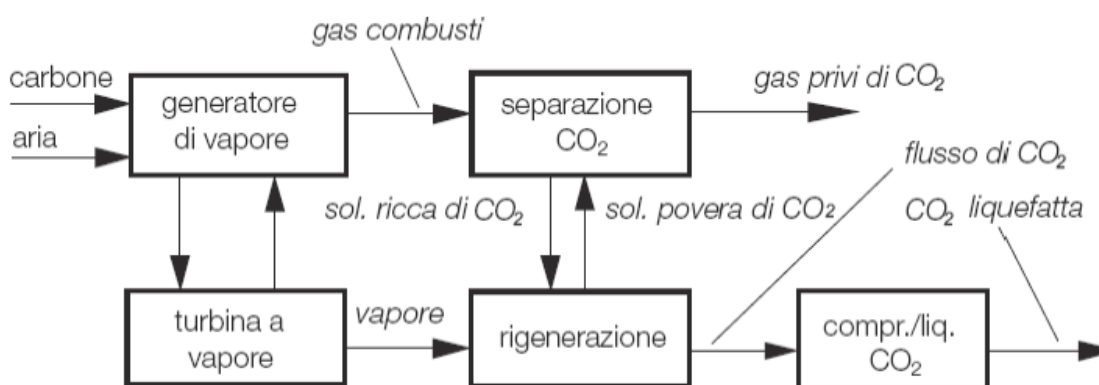 gas combusti
carbone
aria
generatore
di vapore
separazione
CO₂
gas privi di CO₂
flusso di CO₂
sol. ricca di CO₂
sol. povera di CO₂
CO₂ liquefatta
turbina a
vapore
vapore
rigenerazione
compr./liq.
CO₂